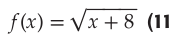 f(x) = √x + 8 (11